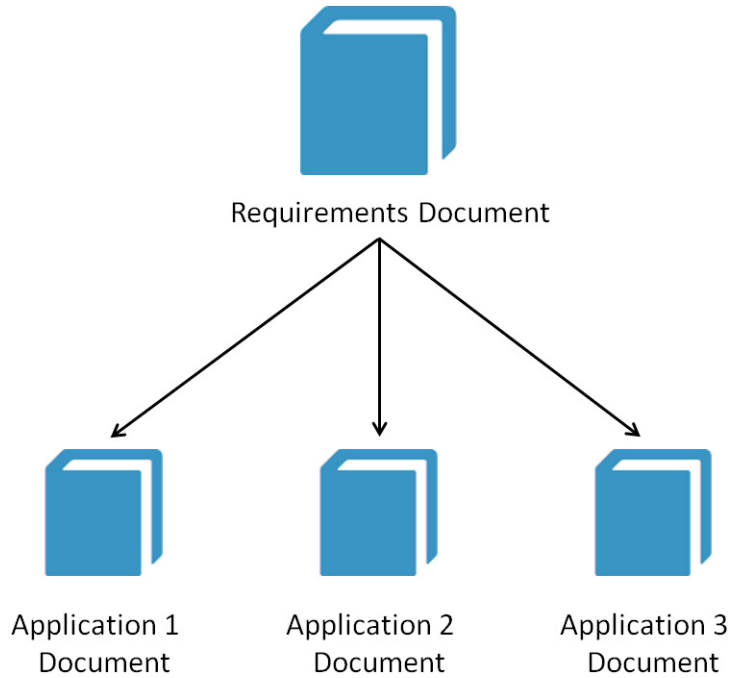 Requirements Document
Application 1
Document
Application 2
Document
Application 3
Document